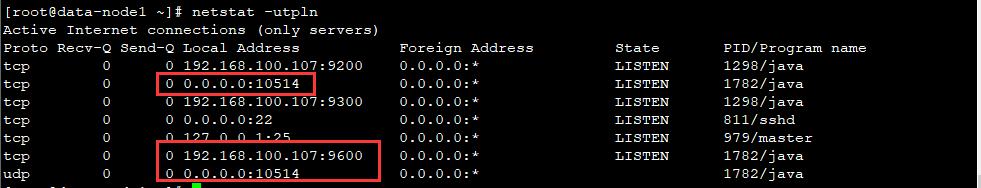 [root@data-node1 ~]# netstat -utpln
Active Internet connections (only servers)
Proto Recv-Q Send-Q Local Address           Foreign Address         State       PID/Program name
tcp        0      0 192.168.100.107:9200    0.0.0.0:*               LISTEN      1298/java
tcp        0      0 0.0.0.0:10514           0.0.0.0:*               LISTEN      1782/java
tcp        0      0 192.168.100.107:9300    0.0.0.0:*               LISTEN      1298/java
tcp        0      0 0.0.0.0:22              0.0.0.0:*               LISTEN      811/sshd
tcp        0      0 127.0.0.1:25            0.0.0.0:*               LISTEN      979/master
tcp        0      0 192.168.100.107:9600    0.0.0.0:*               LISTEN      1782/java
udp        0      0 0.0.0.0:10514           0.0.0.0:*                           1782/java